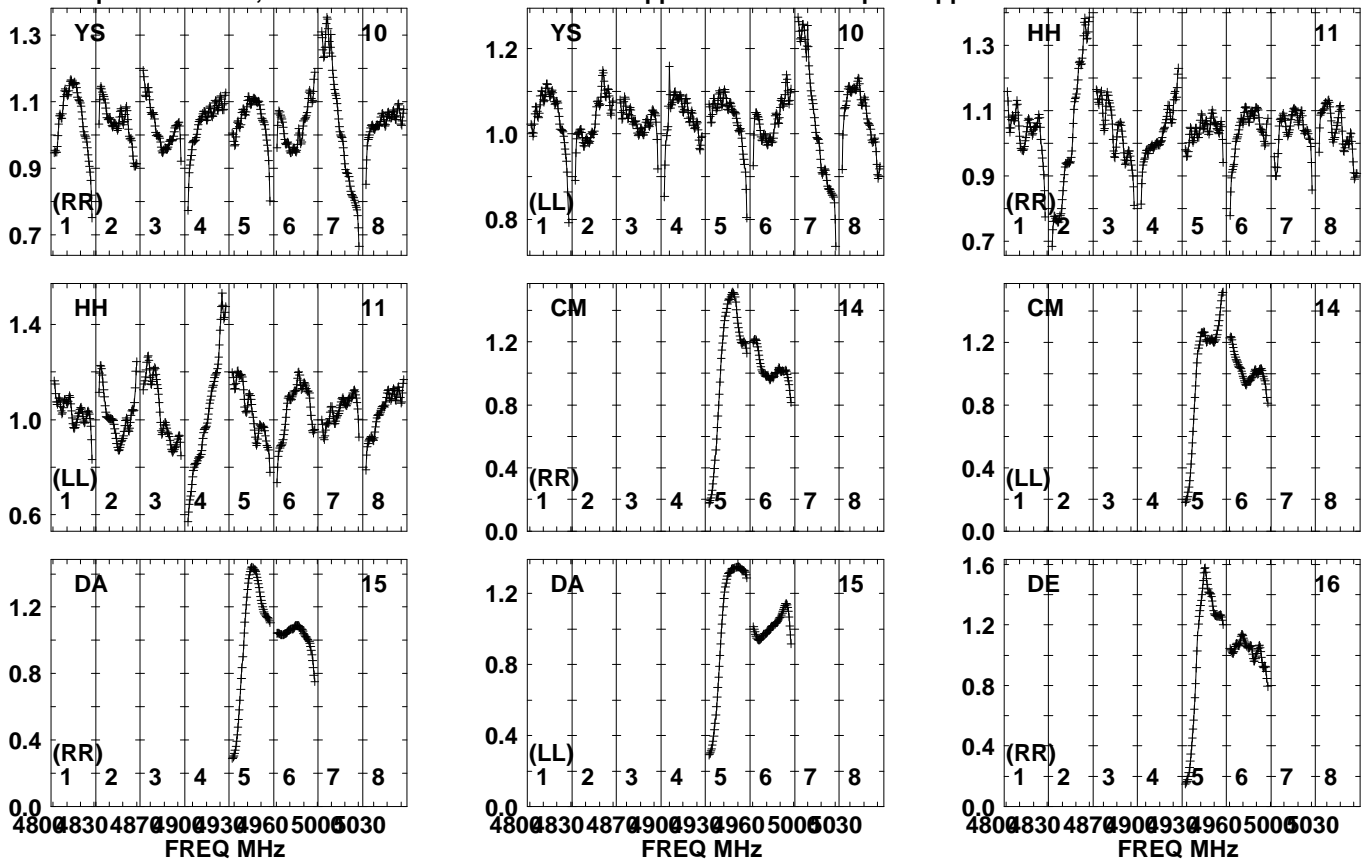 YS 10
1.3
1.1
0.9
0.7
(RR)
1 2 3 4 5 6 7 8
YS 10
1.2
1.0
0.8
(LL)
1 2 3 4 5 6 7 8
HH 11
1.3
1.1
0.9
0.7
(RR)
1 2 3 4 5 6 7 8
HH 11
1.4
1.0
0.6
(LL)
1 2 3 4 5 6 7 8
CM 14
1.2
0.8
0.4
0.0
(RR)
1 2 3 4 5 6 7 8
CM 14
1.2
0.8
0.4
0.0
(LL)
1 2 3 4 5 6 7 8
DA 15
1.2
0.8
0.4
0.0
(RR)
1 2 3 4 5 6 7 8
4800 4830 4870 4900 4930 4960 5000 5030
FREQ MHz
DA 15
1.2
0.8
0.4
0.0
(LL)
1 2 3 4 5 6 7 8
4800 4830 4870 4900 4930 4960 5000 5030
FREQ MHz
DE 16
1.6
1.2
0.8
0.4
0.0
(RR)
1 2 3 4 5 6 7 8
4800 4830 4870 4900 4930 4960 5000 5030
FREQ MHz